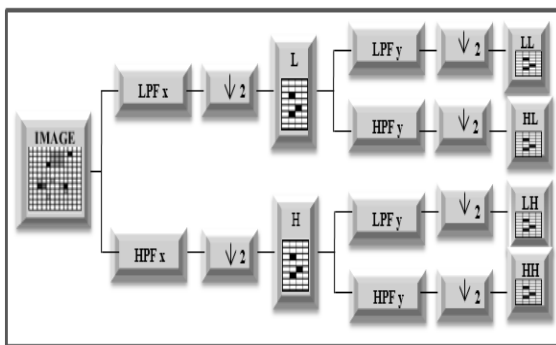 IMAGE
LPF x
↓ 2
L
LPF y
↓ 2
LL
HPF y
↓ 2
HL
HPF x
↓ 2
H
LPF y
↓ 2
LH
HPF y
↓ 2
HH